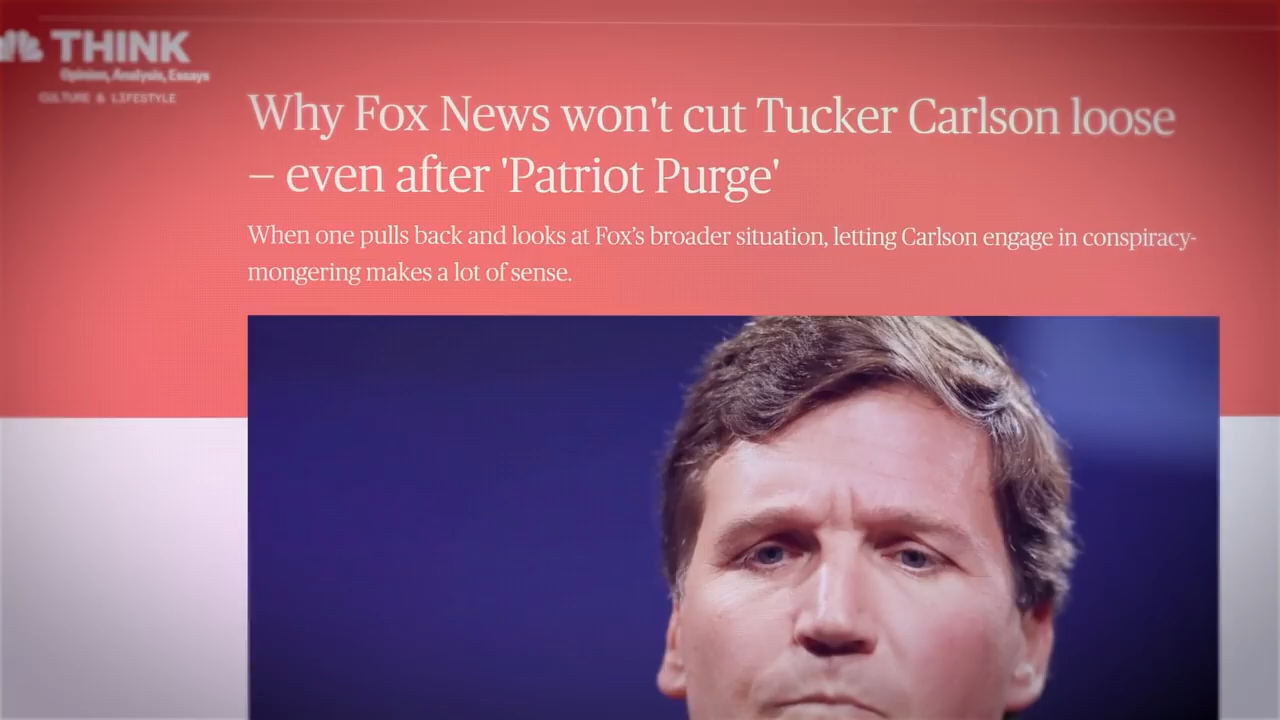 THINK
Opinion, Analysis, Essays
CULTURE & LIFESTYLE
Why Fox News won't cut Tucker Carlson loose
– even after 'Patriot Purge'
When one pulls back and looks at Fox’s broader situation, letting Carlson engage in conspiracy-
mongering makes a lot of sense.